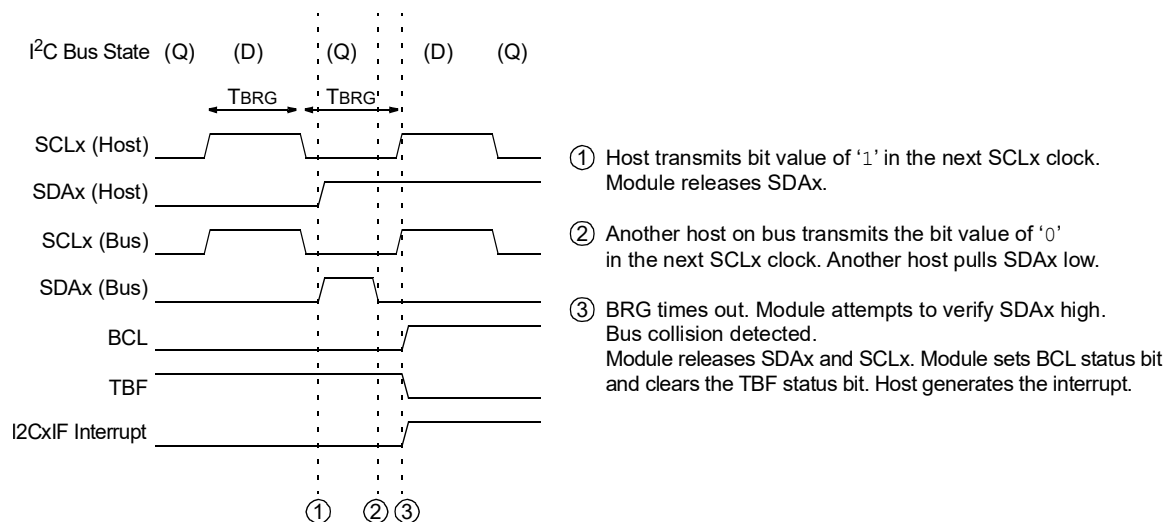 I²C Bus State (Q) (D) (Q) (D) (Q)
TBRG TBRG
SCLx (Host)
SDAx (Host)
SCLx (Bus)
SDAx (Bus)
BCL
TBF
I2CxIF Interrupt
① ② ③
① Host transmits bit value of ‘1’ in the next SCLx clock.
Module releases SDAx.
② Another host on bus transmits the bit value of ‘0’
in the next SCLx clock. Another host pulls SDAx low.
③ BRG times out. Module attempts to verify SDAx high.
Bus collision detected.
Module releases SDAx and SCLx. Module sets BCL status bit
and clears the TBF status bit. Host generates the interrupt.